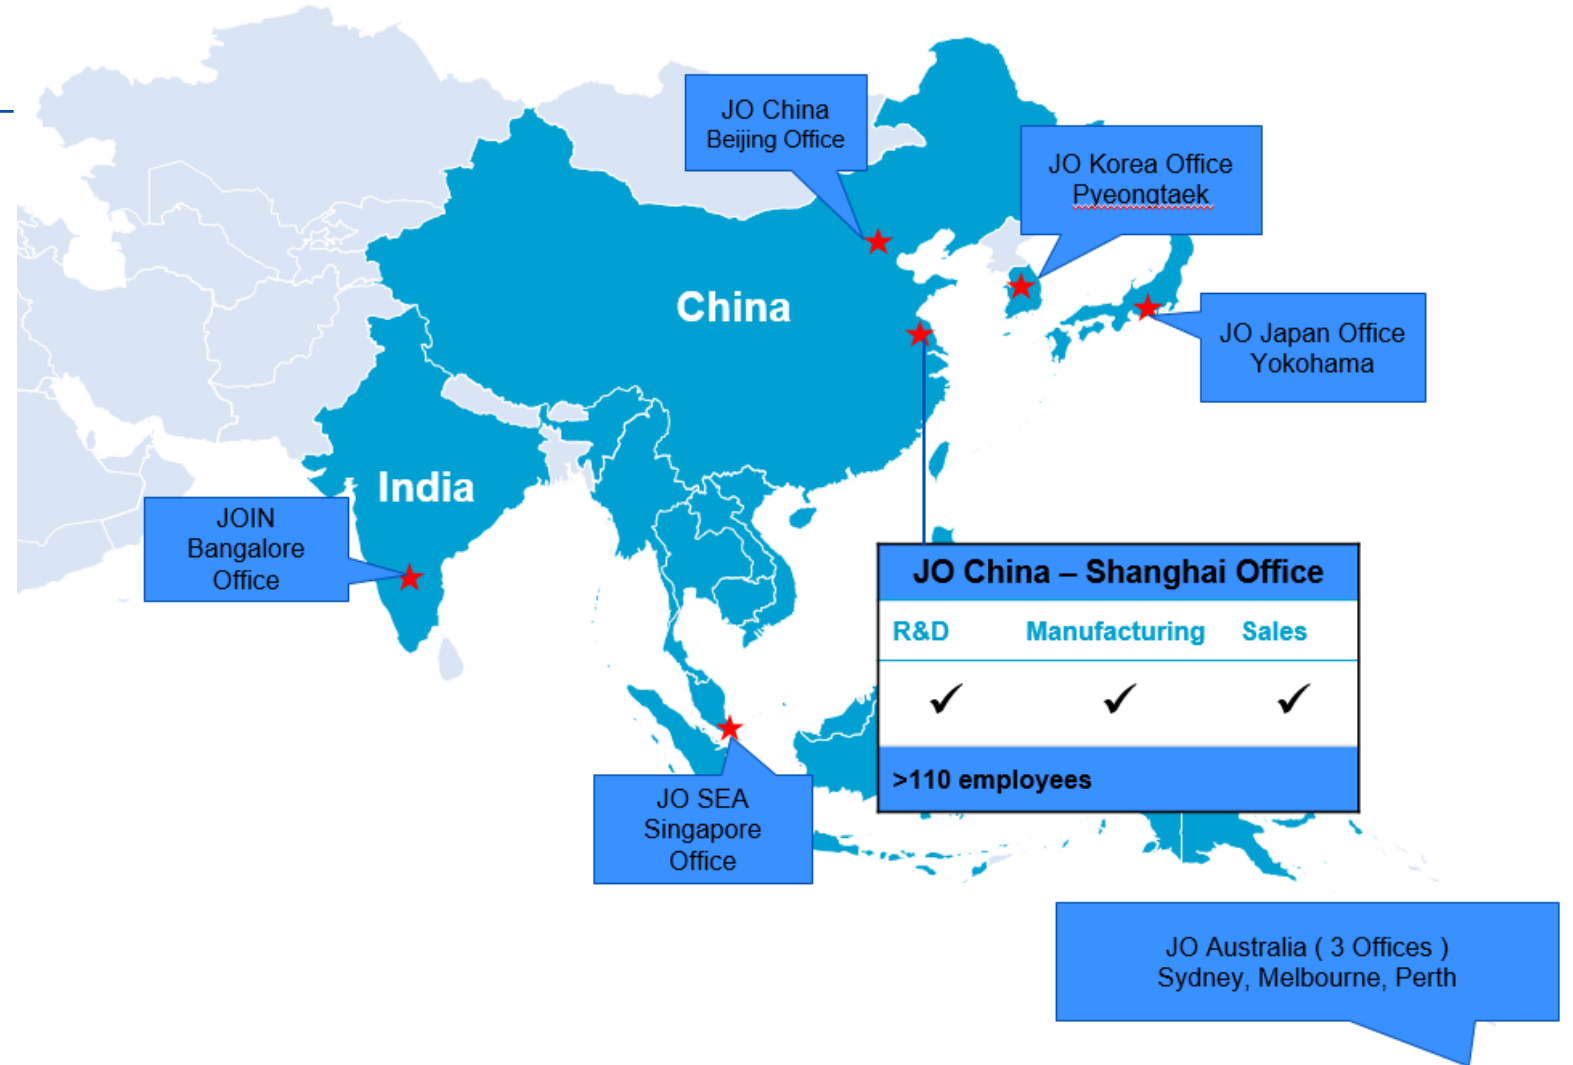 JO China
Beijing Office
JO Korea Office
Pyeongtaek
China
JO Japan Office
Yokohama
India
JOIN
Bangalore
Office
JO China – Shanghai Office
R&D Manufacturing Sales
✓ ✓ ✓
>110 employees
JO SEA
Singapore
Office
JO Australia ( 3 Offices )
Sydney, Melbourne, Perth